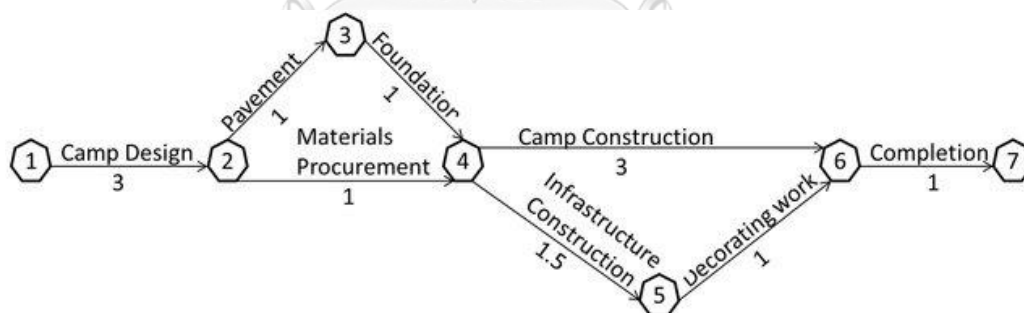 3
Pavement
1
Foundation
1
1
Camp Design
3
2
Materials
Procurement
1
4
Camp Construction
3
Infrastructure
Construction
1.5
5
Decorating work
1
6
Completion
1
7